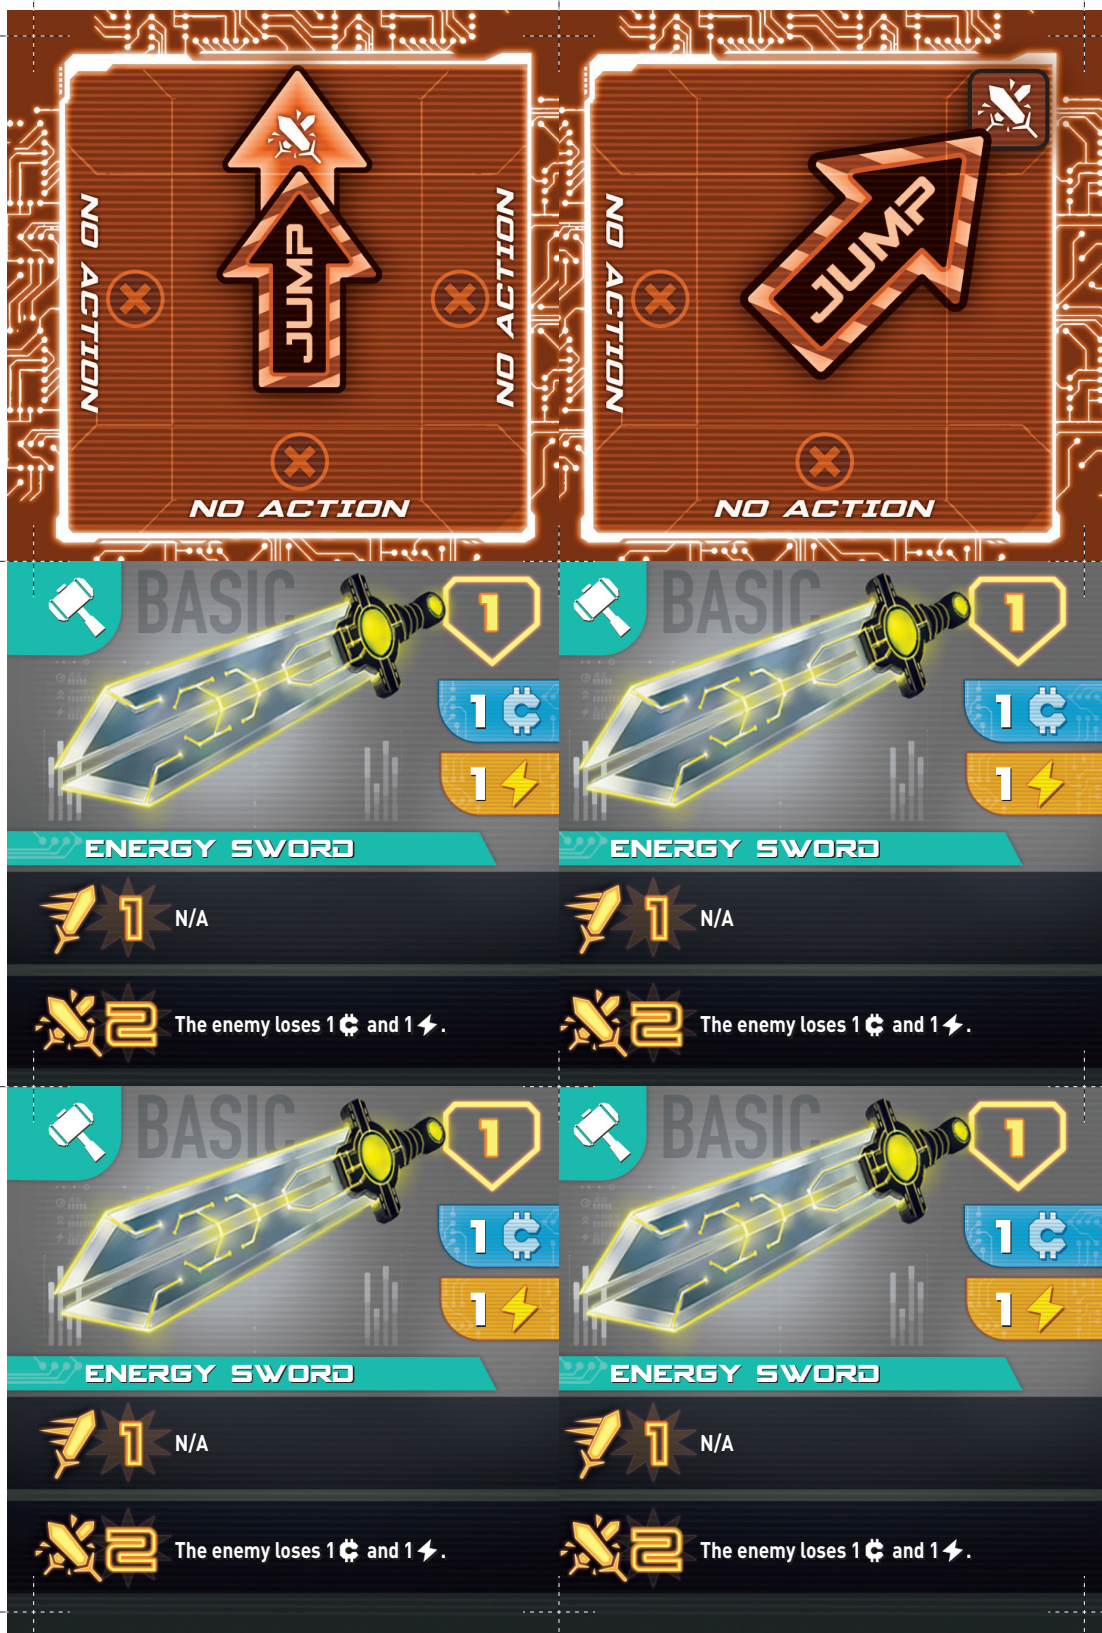 NO ACTION
JUMP
NO ACTION
NO ACTION
NO ACTION
JUMP
NO ACTION
BASIC
1
1
1
ENERGY SWORD
1 N/A
2 The enemy loses 1 and 1.
BASIC
1
1
1
ENERGY SWORD
1 N/A
2 The enemy loses 1 and 1.
BASIC
1
1
1
ENERGY SWORD
1 N/A
2 The enemy loses 1 and 1.
BASIC
1
1
1
ENERGY SWORD
1 N/A
2 The enemy loses 1 and 1.